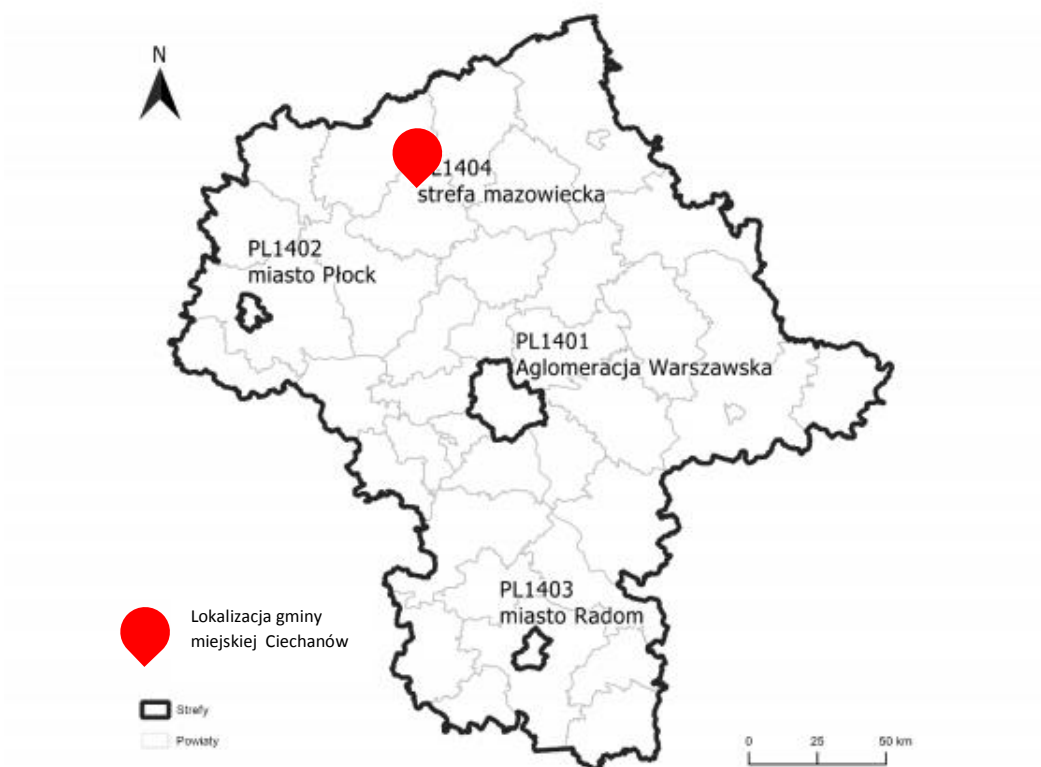 N
PL1404
strefa mazowiecka
PL1402
miasto Płock
PL1401
Aglomeracja Warszawska
PL1403
miasto Radom
Lokalizacja gminy
miejskiej Ciechanów
Strefy
Powiaty
0 25 50 km